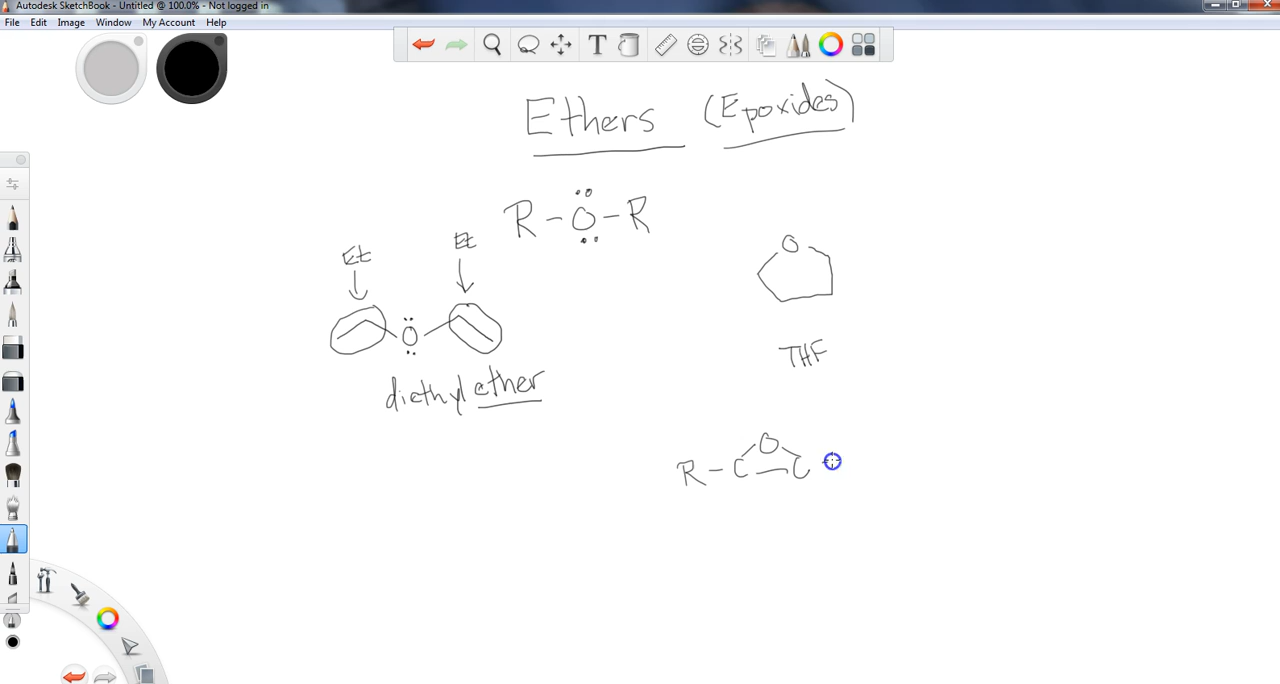 Autodesk SketchBook - Untitled @ 100.0% - Not logged in
File Edit Image Window My Account Help
T
Ethers (Epoxides)
R-O-R
Et Et
O
O
diethyl ether
THF
O
R-C C